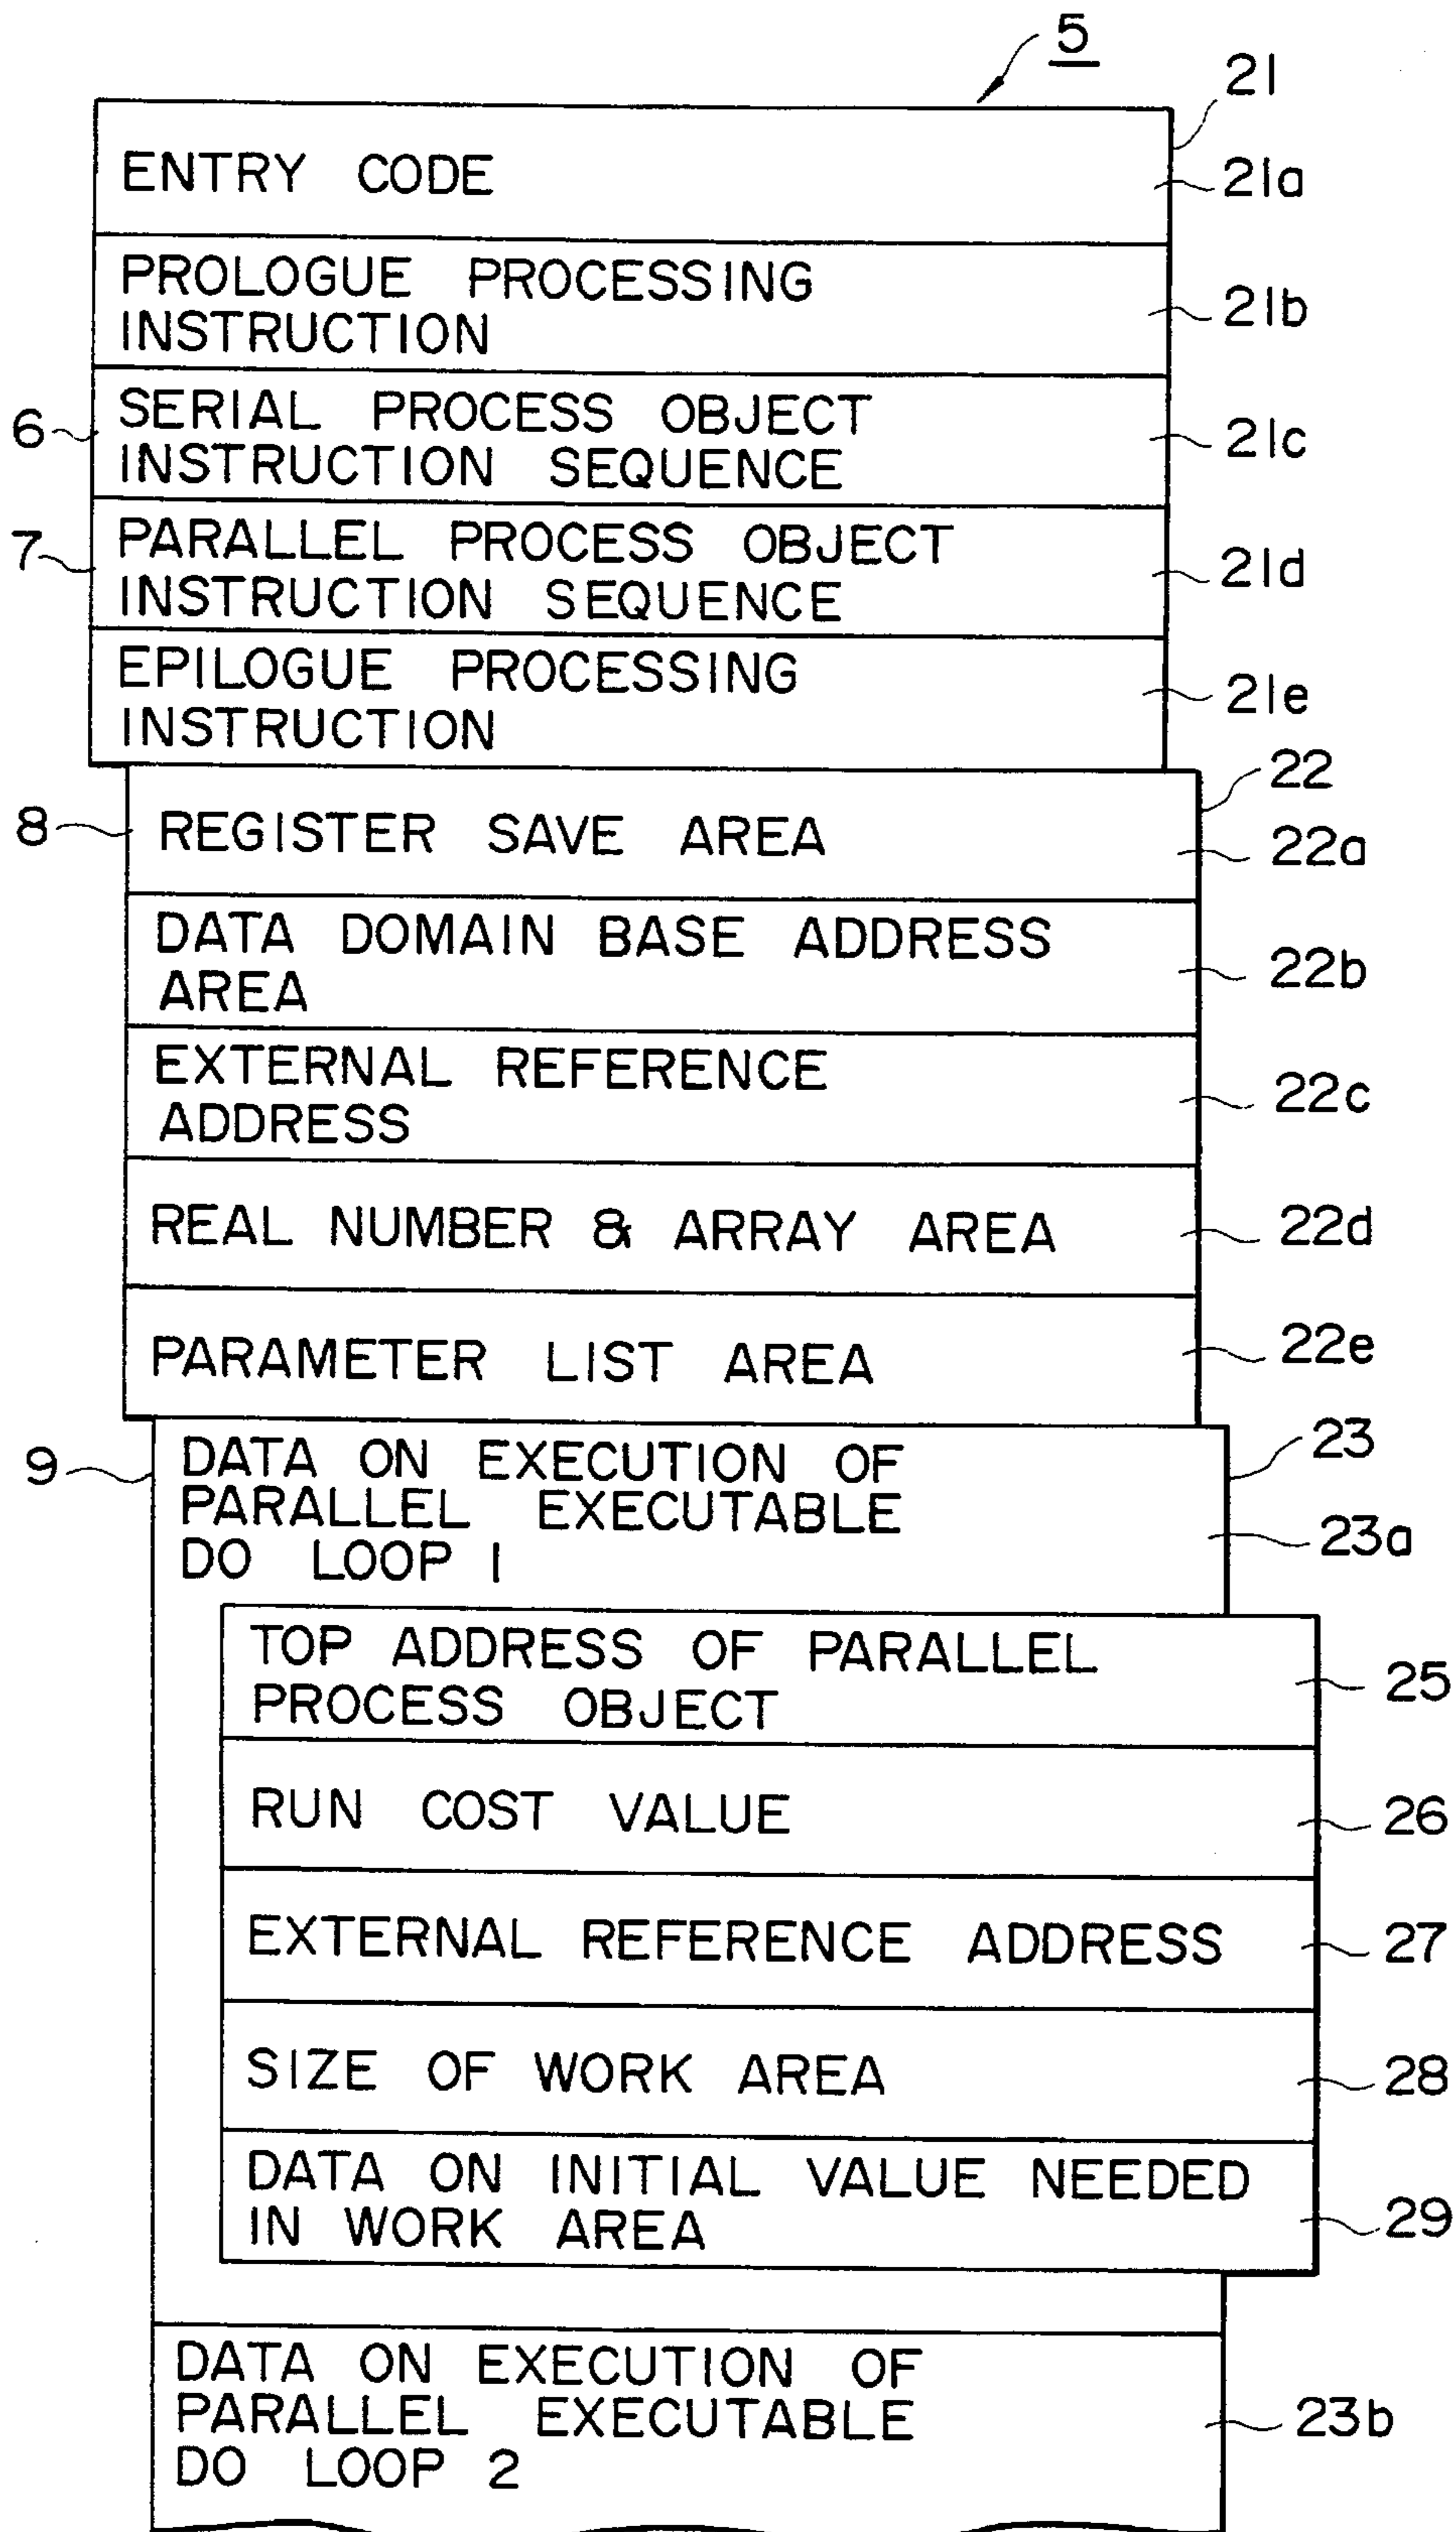 5
21
ENTRY CODE
21a
PROLOGUE PROCESSING
INSTRUCTION
21b
6
SERIAL PROCESS OBJECT
INSTRUCTION SEQUENCE
21c
7
PARALLEL PROCESS OBJECT
INSTRUCTION SEQUENCE
21d
EPILOGUE PROCESSING
INSTRUCTION
21e
22
8
REGISTER SAVE AREA
22a
DATA DOMAIN BASE ADDRESS
AREA
22b
EXTERNAL REFERENCE
ADDRESS
22c
REAL NUMBER & ARRAY AREA
22d
PARAMETER LIST AREA
22e
23
9
DATA ON EXECUTION OF
PARALLEL EXECUTABLE
DO LOOP 1
23a
TOP ADDRESS OF PARALLEL
PROCESS OBJECT
25
RUN COST VALUE
26
EXTERNAL REFERENCE ADDRESS
27
SIZE OF WORK AREA
28
DATA ON INITIAL VALUE NEEDED
IN WORK AREA
29
DATA ON EXECUTION OF
PARALLEL EXECUTABLE
DO LOOP 2
23b